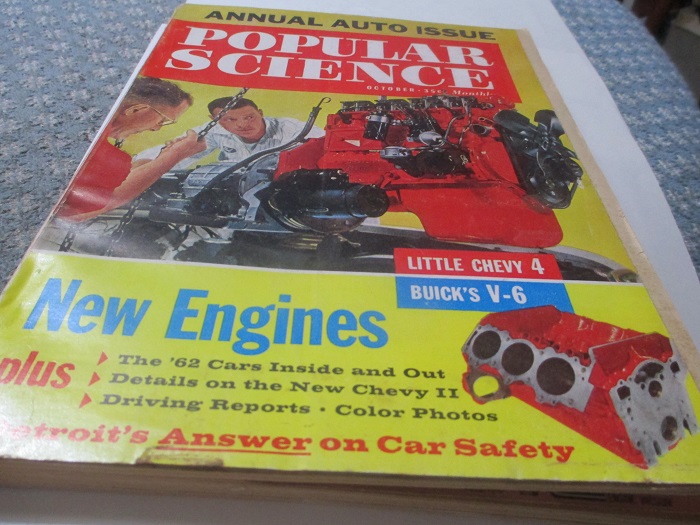 ANNUAL AUTO ISSUE
POPULAR
SCIENCE
OCTOBER · 35¢ Monthly
LITTLE CHEVY 4
BUICK'S V-6
New Engines
plus
The '62 Cars Inside and Out
Details on the New Chevy II
Driving Reports · Color Photos
Detroit's Answer on Car Safety